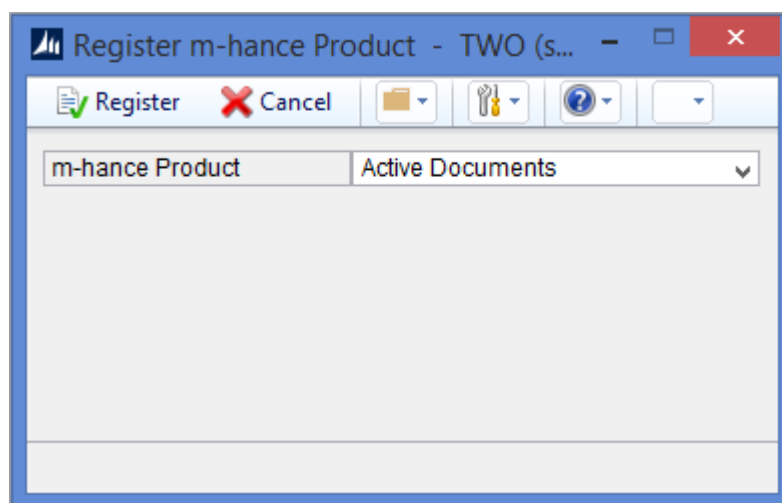 Register m-hance Product - TWO (s...
Register Cancel
m-hance Product Active Documents